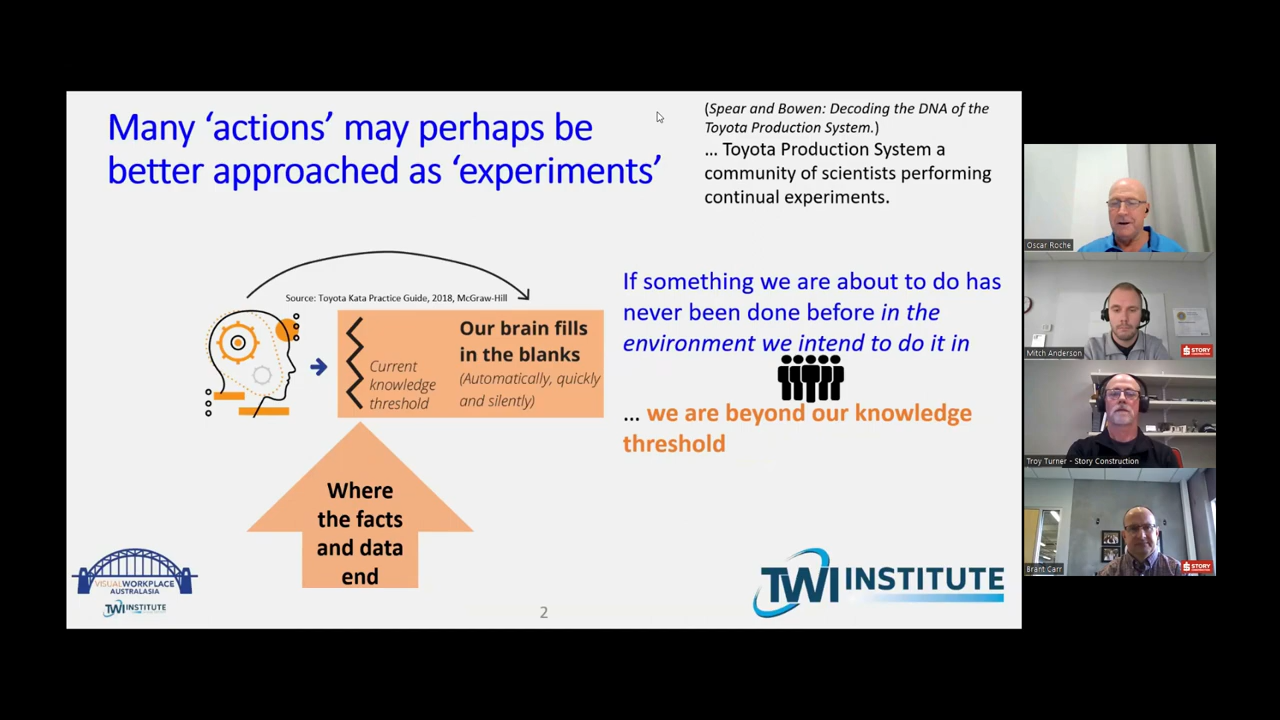 Many ‘actions’ may perhaps be
better approached as ‘experiments’
(Spear and Bowen: Decoding the DNA of the
Toyota Production System.)
... Toyota Production System a
community of scientists performing
continual experiments.
Source: Toyota Kata Practice Guide, 2018, McGraw-Hill
Current
knowledge
threshold
Our brain fills
in the blanks
(Automatically, quickly
and silently)
Where
the facts
and data
end
If something we are about to do has
never been done before in the
environment we intend to do it in
... we are beyond our knowledge
threshold
VISUALWORKPLACE
AUSTRALASIA
TWI INSTITUTE
2
TWI INSTITUTE
Oscar Roche
Mitch Anderson
STORY
Troy Turner - Story Construction
Brant Carr
STORY